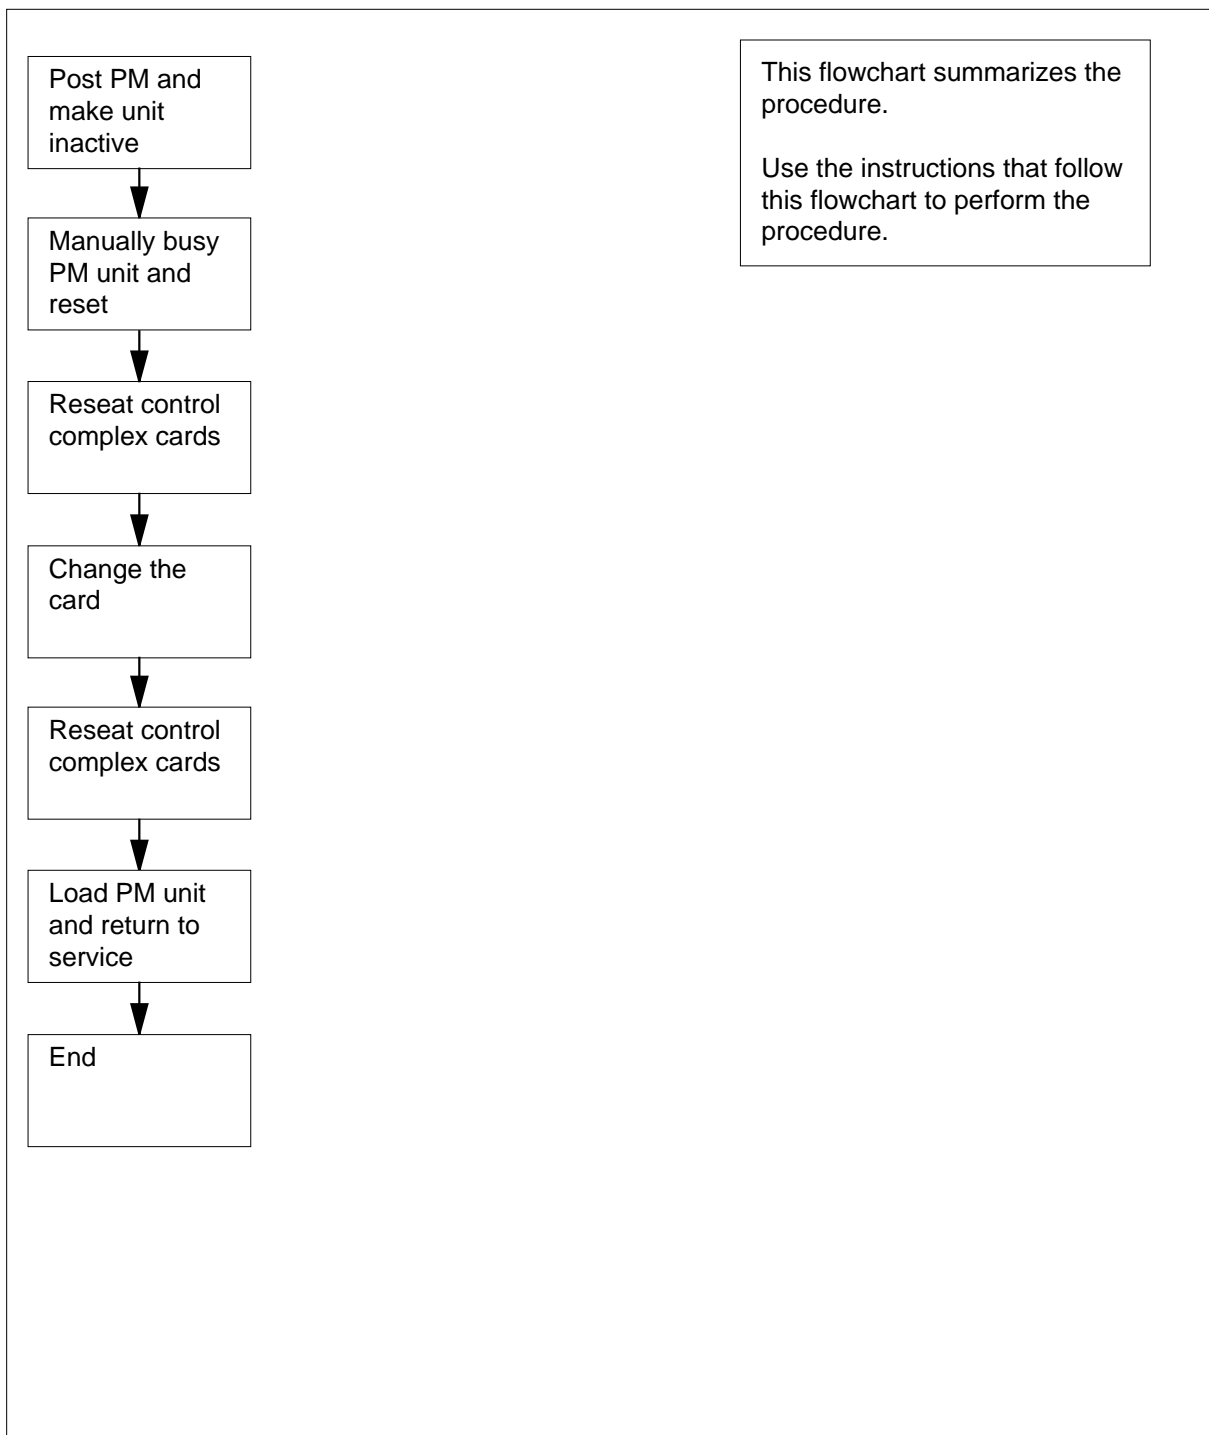 Post PM and
make unit
inactive
Manually busy
PM unit and
reset
Reseat control
complex cards
Change the
card
Reseat control
complex cards
Load PM unit
and return to
service
End
This flowchart summarizes the
procedure.
Use the instructions that follow
this flowchart to perform the
procedure.